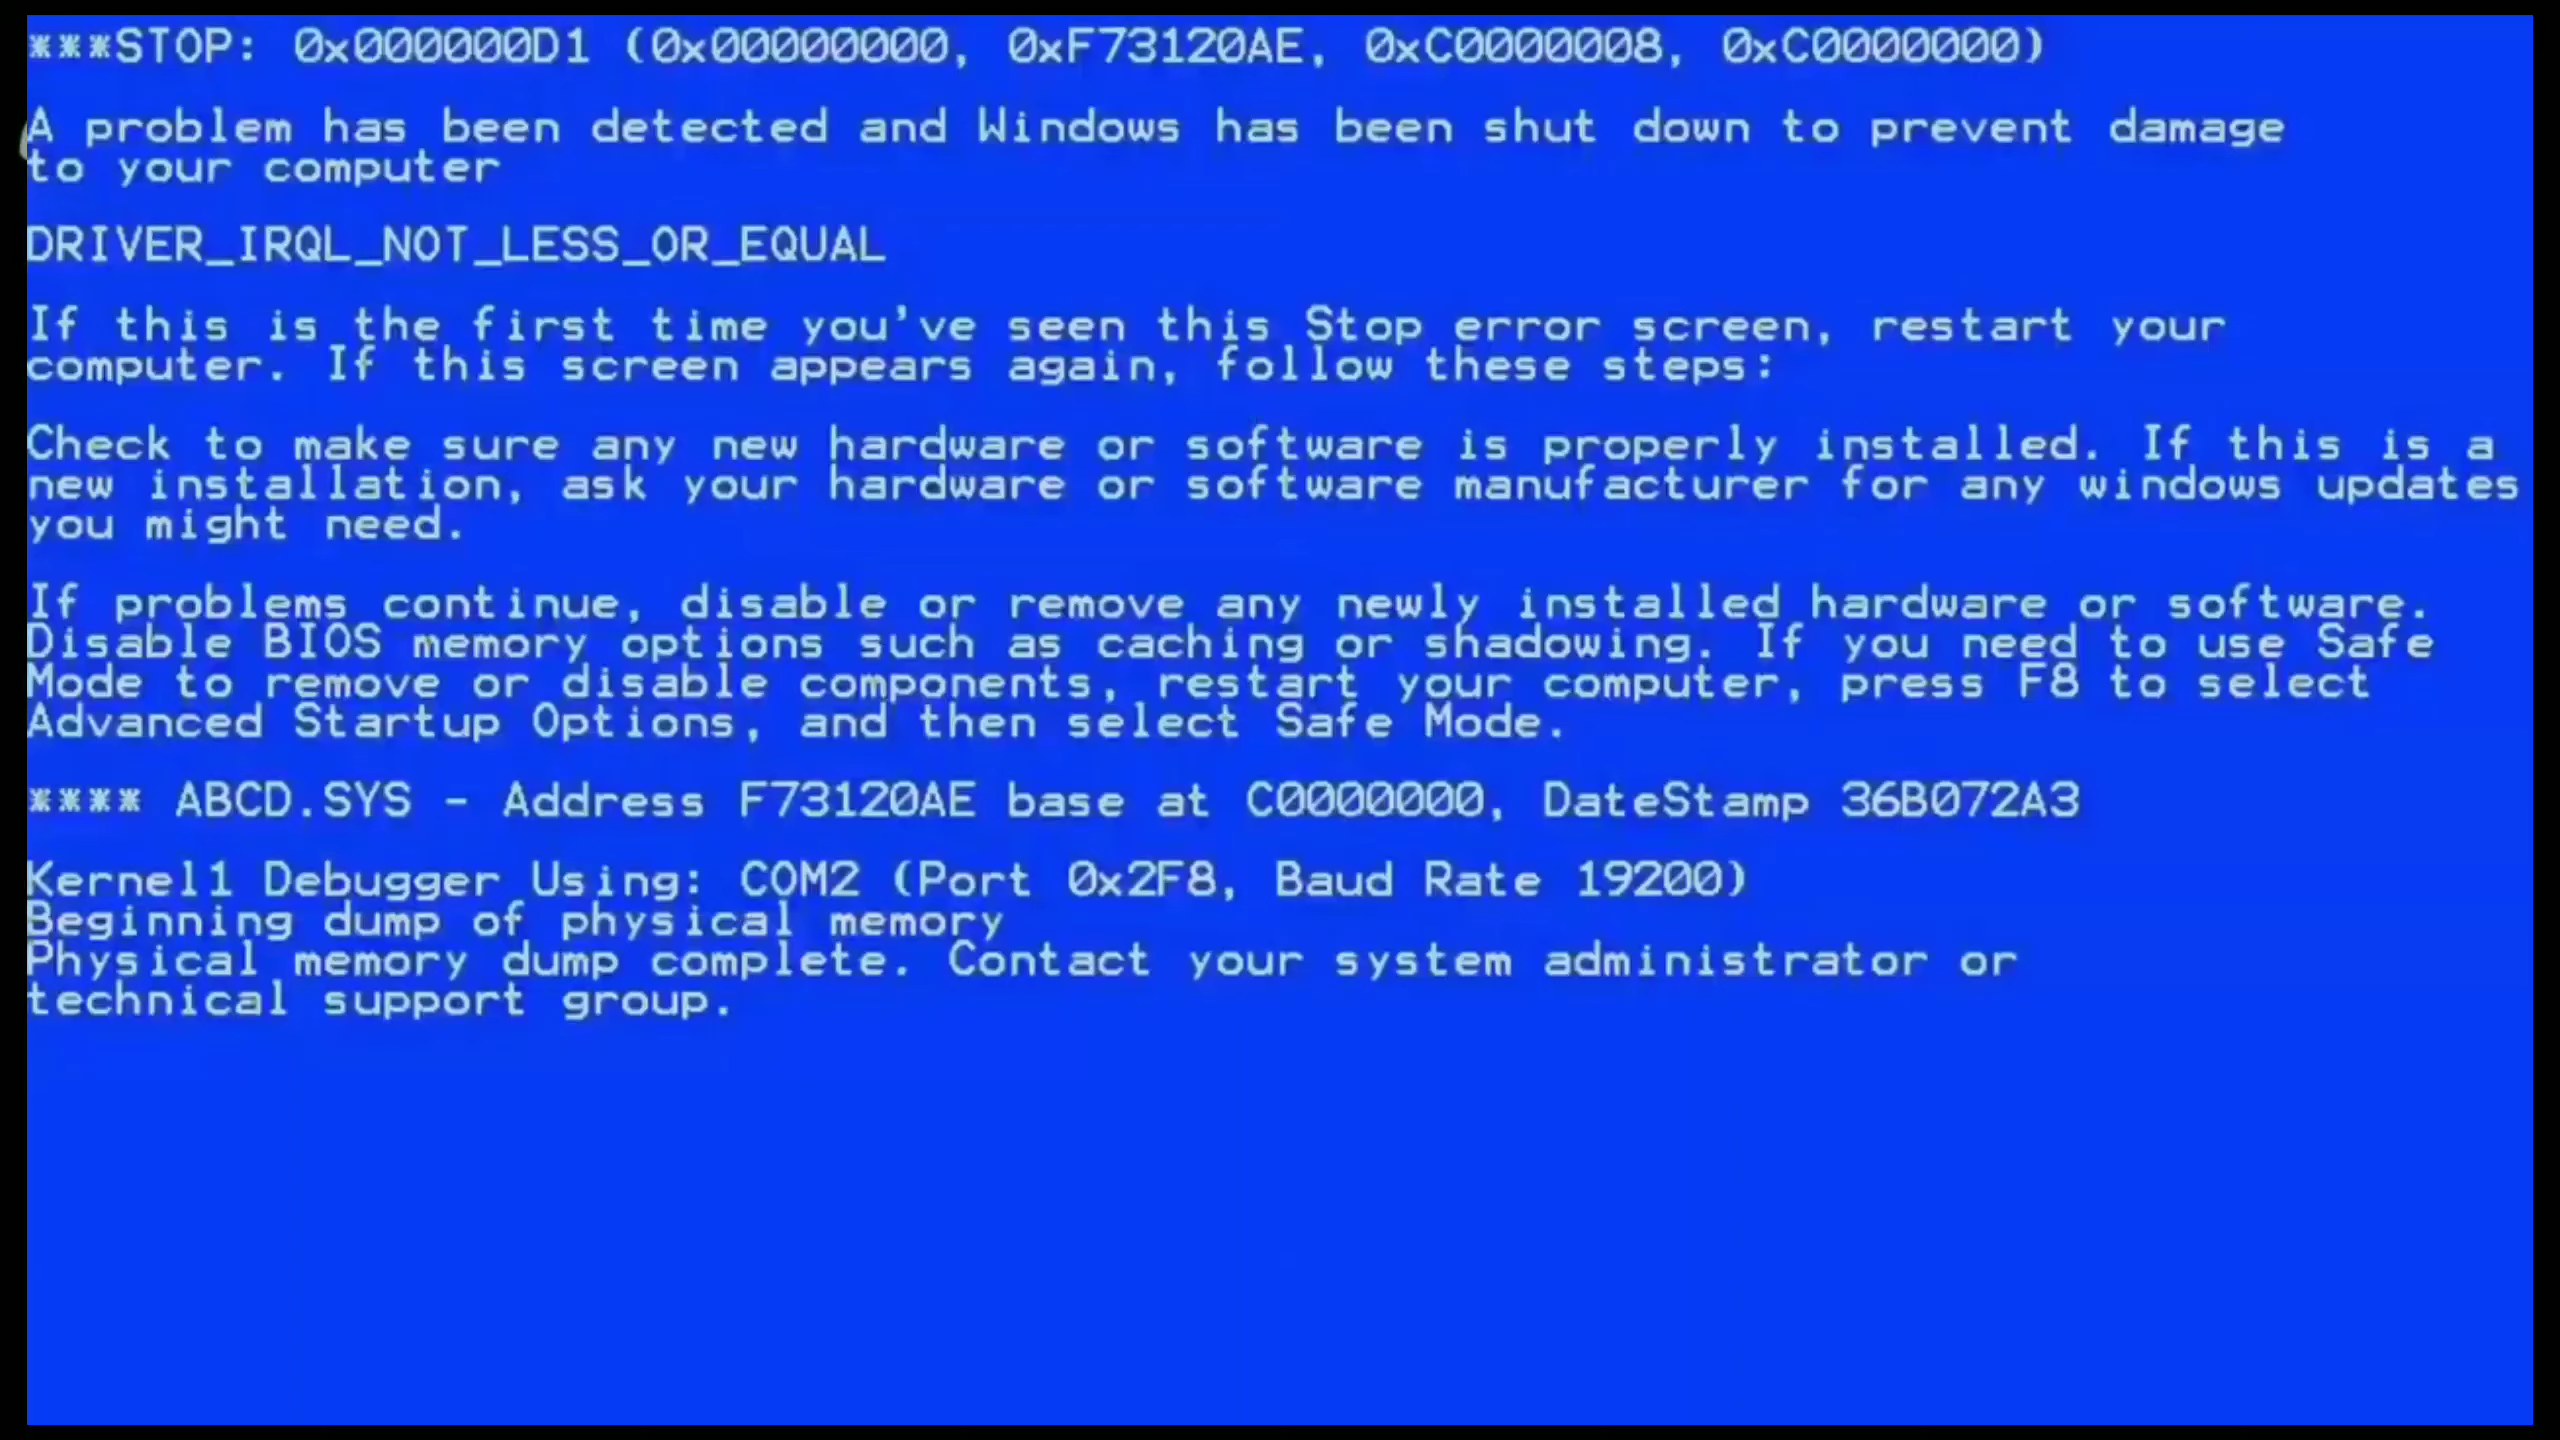 ***STOP: 0x000000D1 (0x00000000, 0xF73120AE, 0xC0000008, 0xC0000000)
A problem has been detected and Windows has been shut down to prevent damage
to your computer
DRIVER_IRQL_NOT_LESS_OR_EQUAL
If this is the first time you've seen this Stop error screen, restart your
computer. If this screen appears again, follow these steps:
Check to make sure any new hardware or software is properly installed. If this is a
new installation, ask your hardware or software manufacturer for any windows updates
you might need.
If problems continue, disable or remove any newly installed hardware or software.
Disable BIOS memory options such as caching or shadowing. If you need to use Safe
Mode to remove or disable components, restart your computer, press F8 to select
Advanced Startup Options, and then select Safe Mode.
**** ABCD.SYS - Address F73120AE base at C0000000, DateStamp 36B072A3
Kernel1 Debugger Using: COM2 (Port 0x2F8, Baud Rate 19200)
Beginning dump of physical memory
Physical memory dump complete. Contact your system administrator or
technical support group.